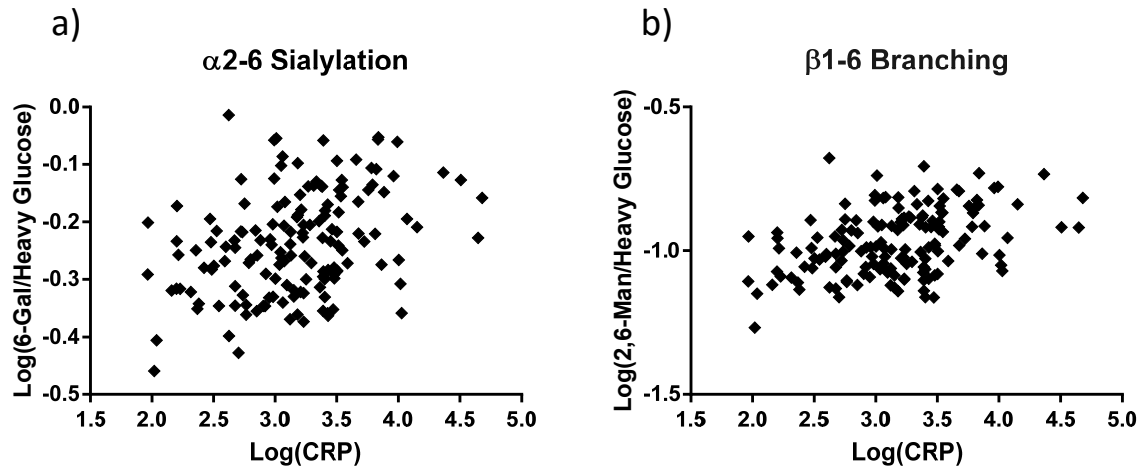 a)
α2-6 Sialylation
Log(6-Gal/Heavy Glucose)
0.0
-0.1
-0.2
-0.3
-0.4
-0.5
1.5 2.0 2.5 3.0 3.5 4.0 4.5 5.0
Log(CRP)
b)
β1-6 Branching
Log(2,6-Man/Heavy Glucose)
-0.5
-1.0
-1.5
1.5 2.0 2.5 3.0 3.5 4.0 4.5 5.0
Log(CRP)